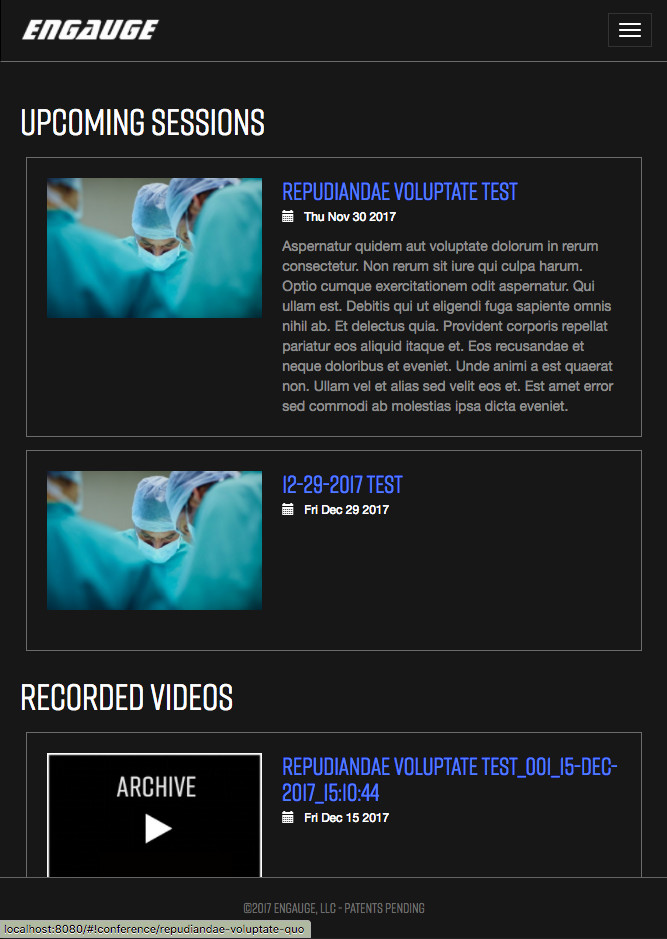 ENGAUGE
UPCOMING SESSIONS
REPUDIANDAE VOLUPTATE TEST
Thu Nov 30 2017
Aspernatur quidem aut voluptate dolorum in rerum
consectetur. Non rerum sit iure qui culpa harum.
Optio cumque exercitationem odit aspernatur. Qui
ullam est. Debitis qui ut eligendi fuga sapiente omnis
nihil ab. Et delectus quia. Provident corporis repellat
pariatur eos aliquid itaque et. Eos recusandae et
neque doloribus et eveniet. Unde animi a est quaerat
non. Ullam vel et alias sed velit eos et. Est amet error
sed commodi ab molestias ipsa dicta eveniet.
12-29-2017 TEST
Fri Dec 29 2017
RECORDED VIDEOS
ARCHIVE
REPUDIANDAE VOLUPTATE TEST_001_15-DEC-
2017_15:10:44
Fri Dec 15 2017
©2017 ENGAUGE, LLC - PATENTS PENDING
localhost:8080/#!conference/repudiandae-voluptate-quo